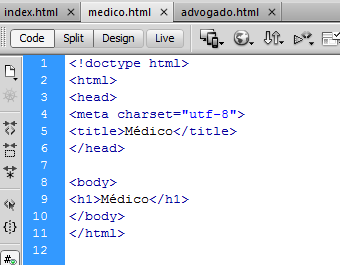 index.html medico.html advogado.html
Code Split Design Live
1 <!doctype html>
2 <html>
3 <head>
4 <meta charset="utf-8">
5 <title>Médico</title>
6 </head>
7
8 <body>
9 <h1>Médico</h1>
10 </body>
11 </html>
12